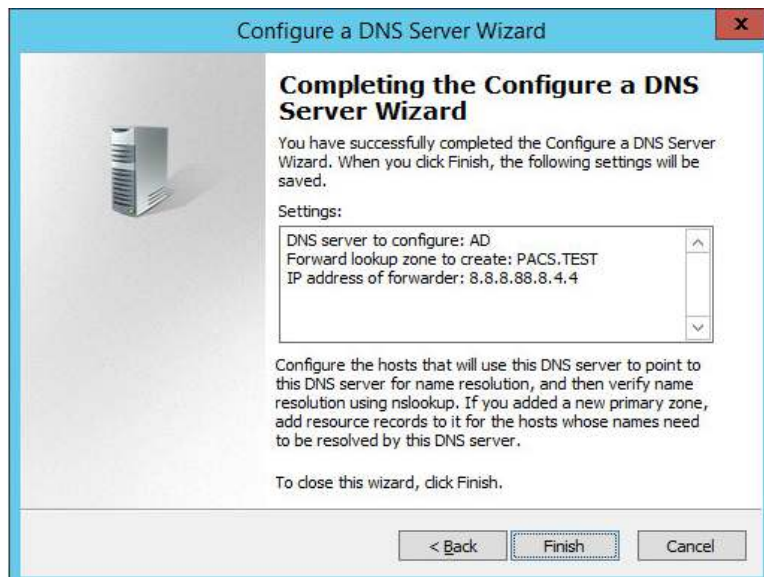 Configure a DNS Server Wizard
x
Completing the Configure a DNS
Server Wizard
You have successfully completed the Configure a DNS Server
Wizard. When you click Finish, the following settings will be
saved.
Settings:
DNS server to configure: AD
Forward lookup zone to create: PACS.TEST
IP address of forwarder: 8.8.8.88.8.4.4
Configure the hosts that will use this DNS server to point to
this DNS server for name resolution, and then verify name
resolution using nslookup. If you added a new primary zone,
add resource records to it for the hosts whose names need
to be resolved by this DNS server.
To close this wizard, click Finish.
< Back
Finish
Cancel